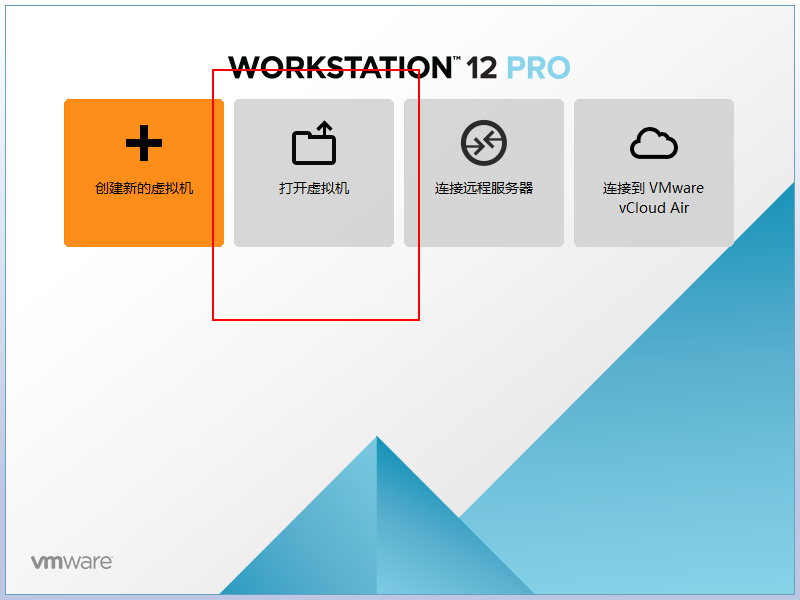 WORKSTATION™ 12 PRO
创建新的虚拟机
打开虚拟机
连接远程服务器
连接到 VMware
vCloud Air
vmware®